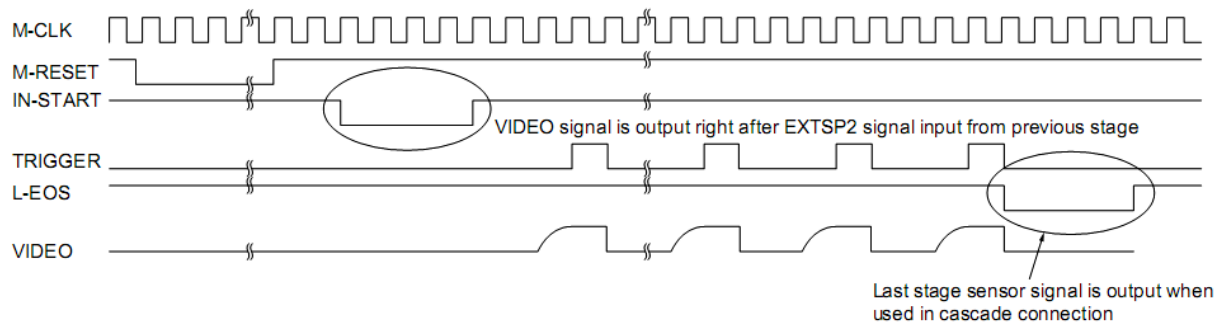 M-CLK
M-RESET
IN-START
VIDEO signal is output right after EXTSP2 signal input from previous stage
TRIGGER
L-EOS
VIDEO
Last stage sensor signal is output when
used in cascade connection